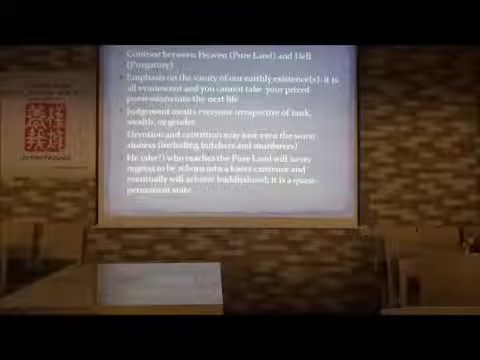 Contrast between Heaven (Pure Land) and Hell
(Purgatory)
Emphasis on the vanity of our earthly existence(s): it is
all evanescent and you cannot take your prized
possessions into the next life
Judgement awaits everyone irrespective of rank,
wealth, or gender
Devotion and contrition may save even the worst
sinners (including butchers and murderers)
He (she?) who reaches the Pure Land will never
regress to be reborn into a lower existence and
eventually will achieve buddhahood; it is a quasi-
permanent state